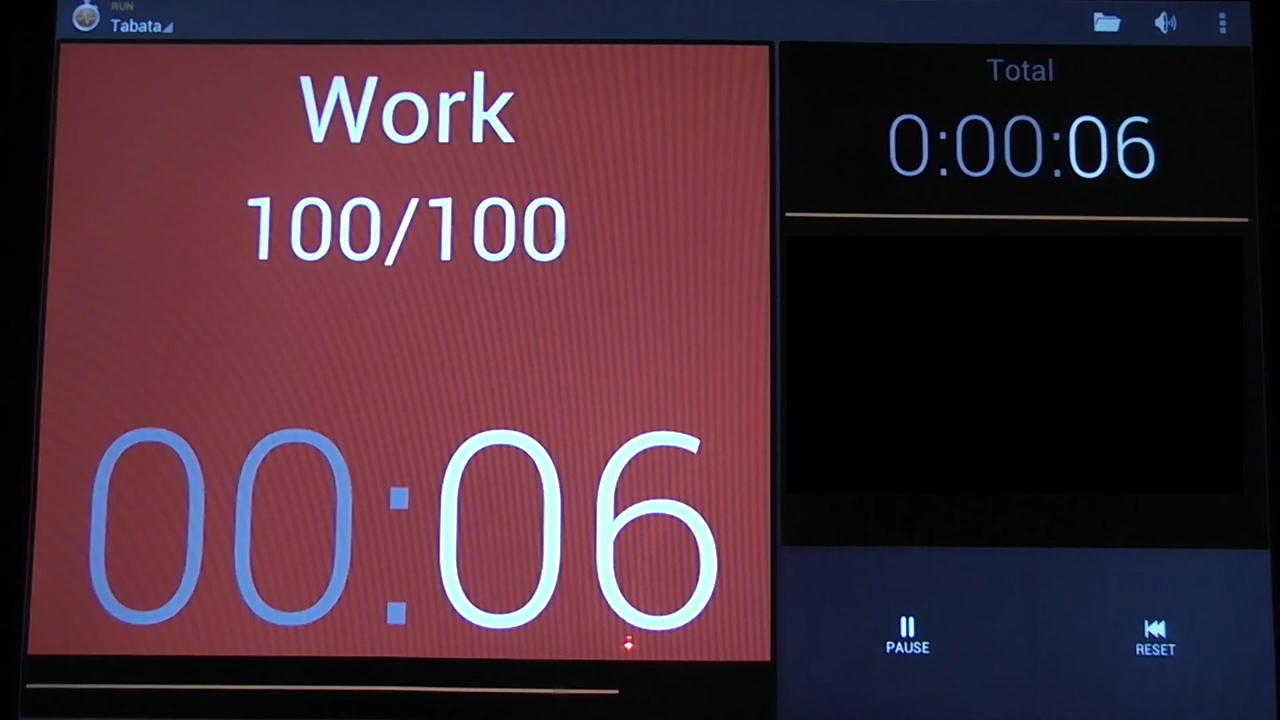 RUN
Tabata
Work
100/100
00:06
Total
0:00:06
PAUSE
RESET